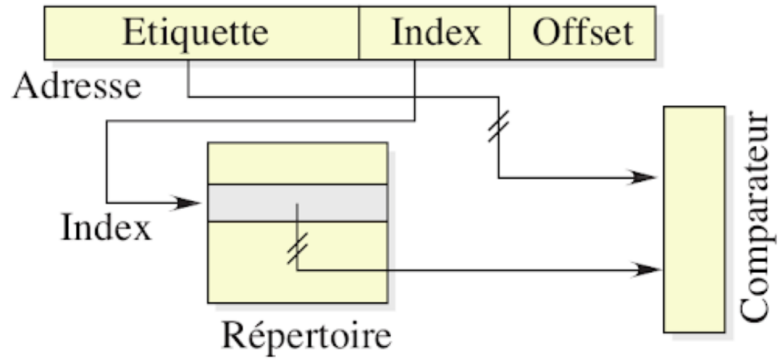 Etiquette Index Offset
Adresse
Comparateur
Index
Répertoire